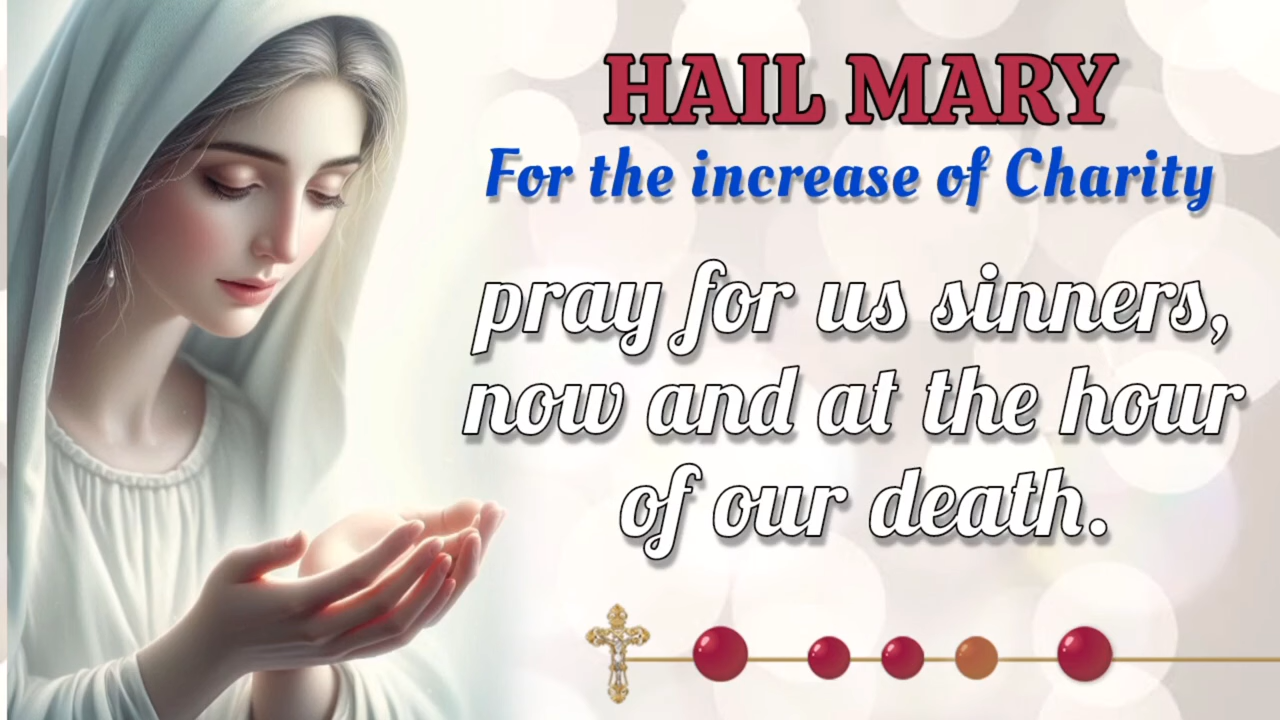 HAIL MARY
For the increase of Charity
pray for us sinners,
now and at the hour
of our death.